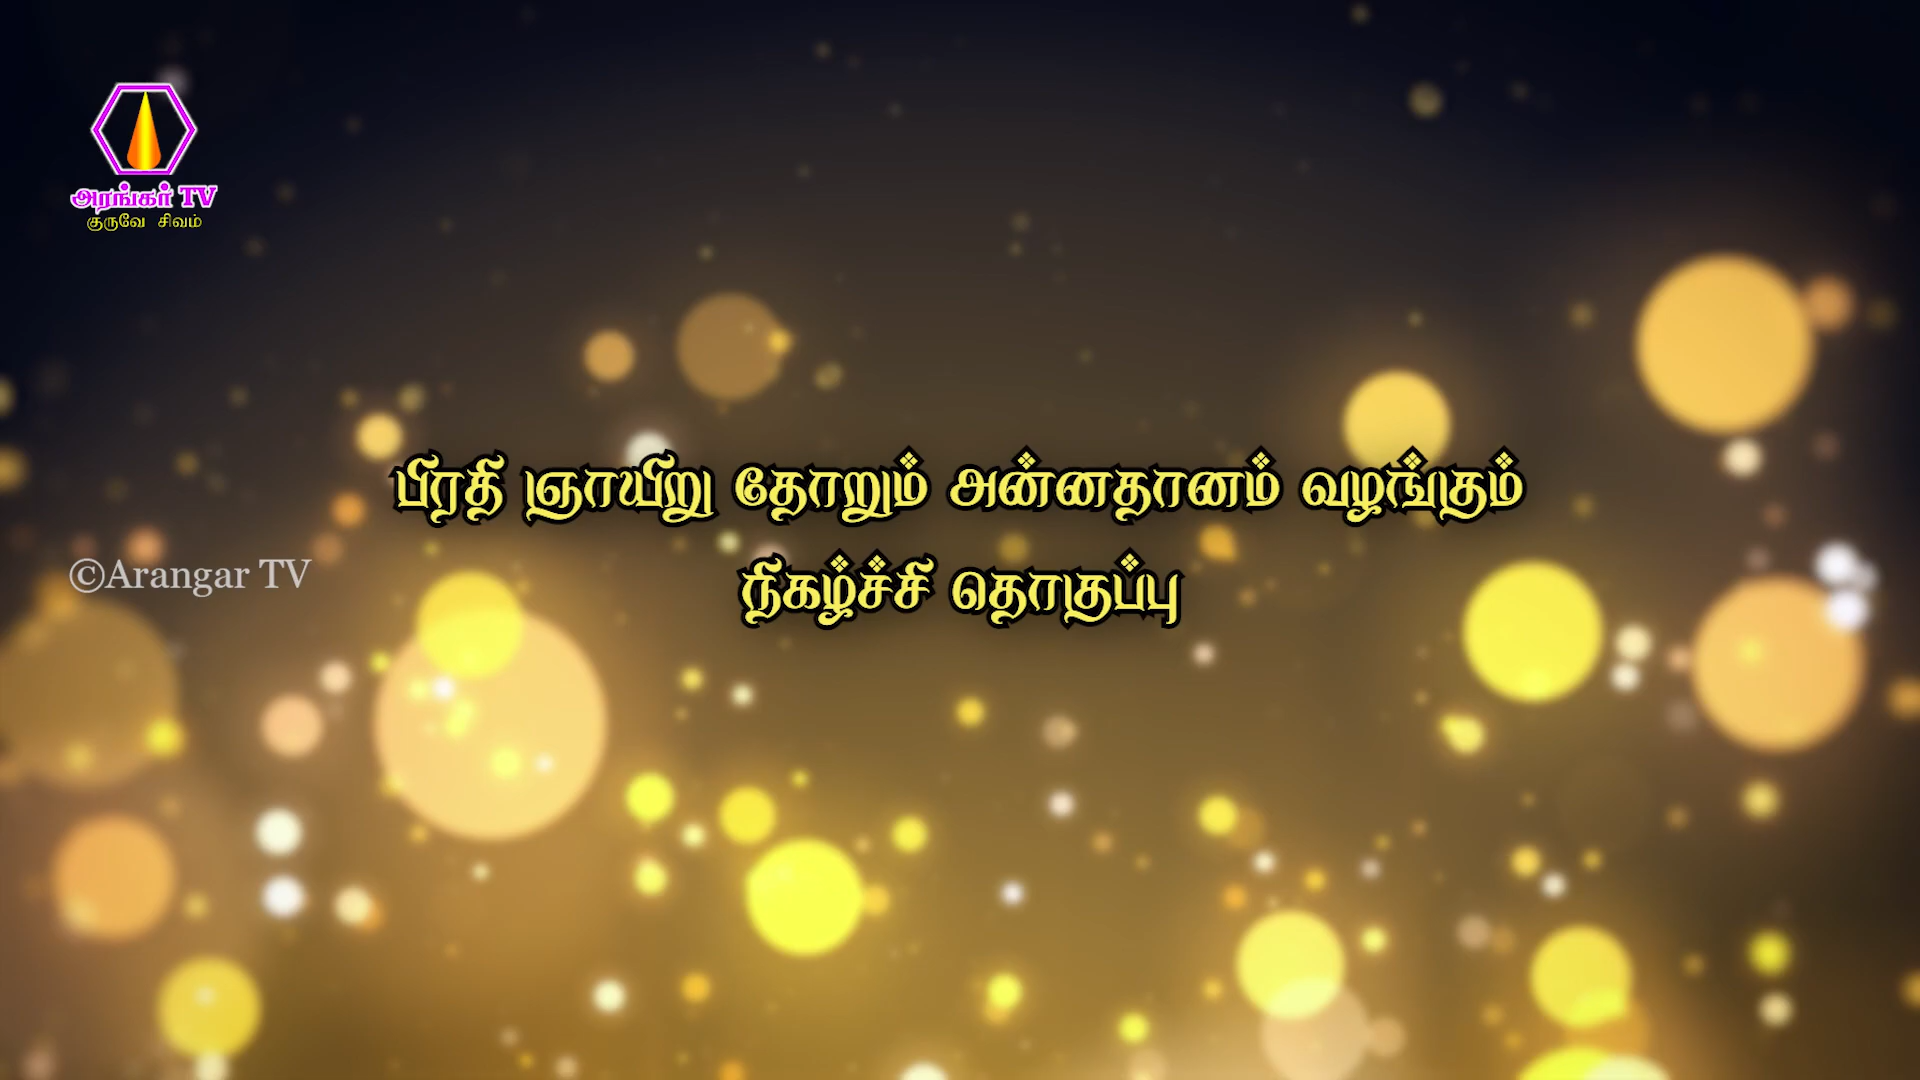 அரங்கர் TV
குருவே சிவம்
பிரதி ஞாயிறு தோறும் அன்னதானம் வழங்கும்
நிகழ்ச்சி தொகுப்பு
©Arangar TV